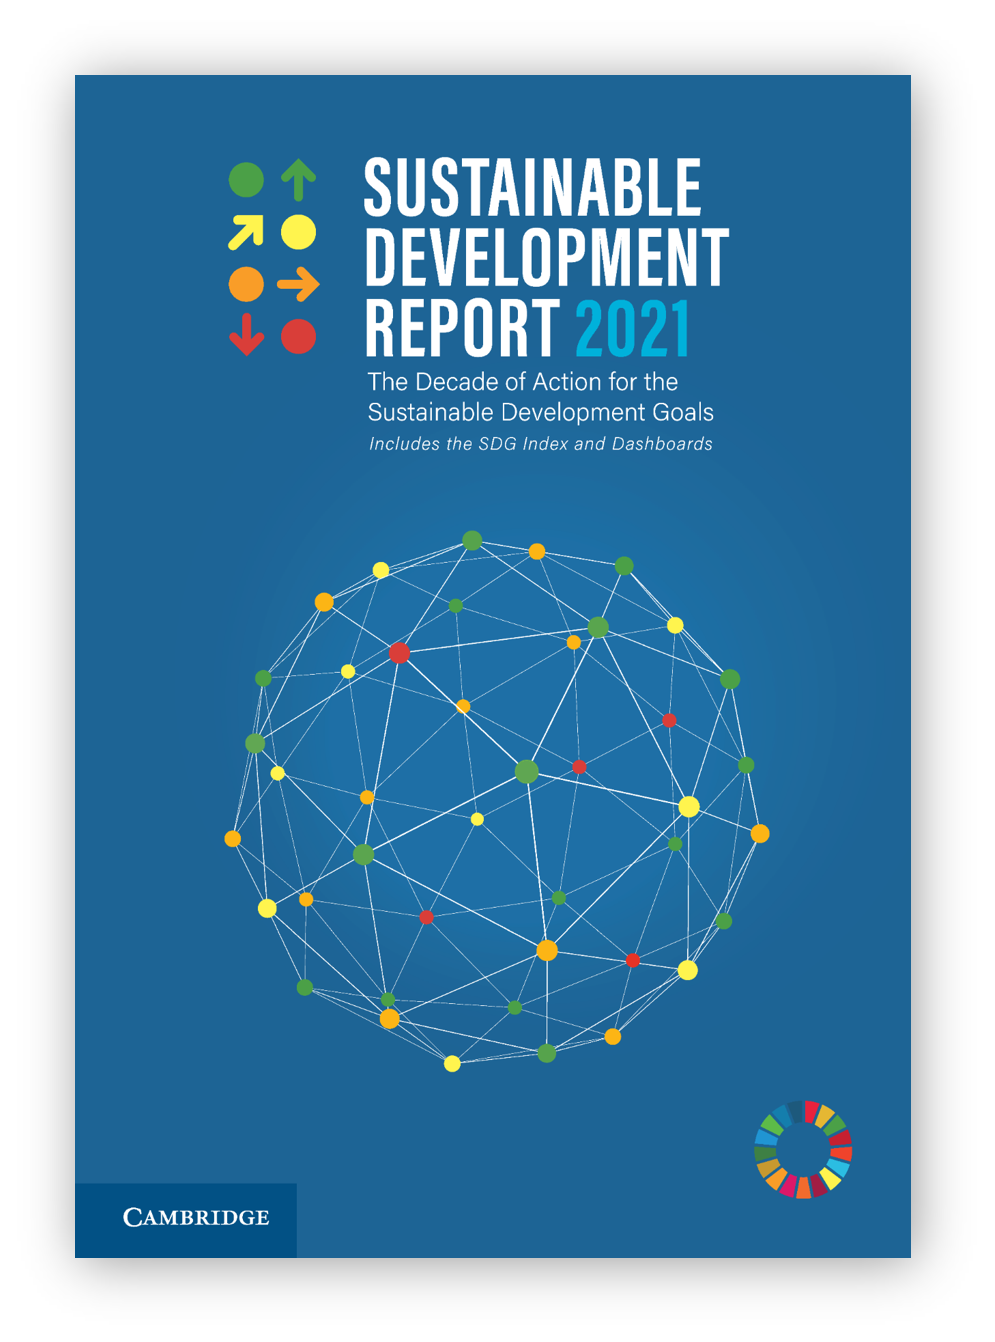 SUSTAINABLE
DEVELOPMENT
REPORT 2021
The Decade of Action for the
Sustainable Development Goals
Includes the SDG Index and Dashboards
CAMBRIDGE